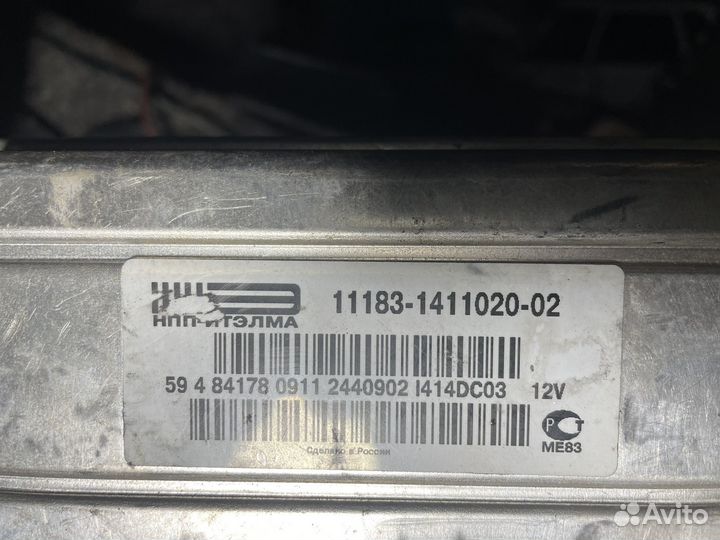 НПП ИТЭЛМА
11183-1411020-02
59 4 84178 0911 2440902 I414DC03 12V
РСТ
МЕ83
Сделано в России
Avito